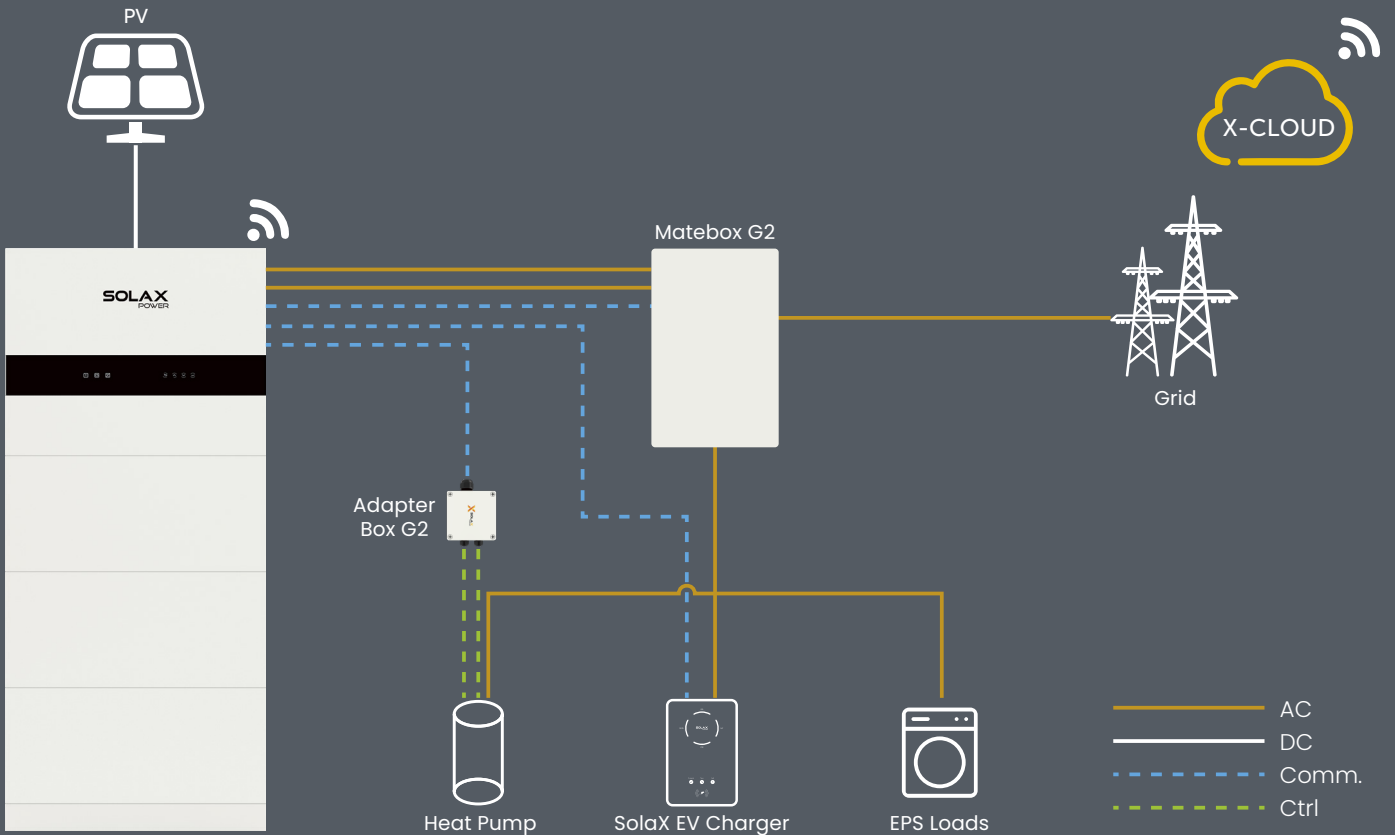 PV
X-CLOUD
SOLAX
POWER
Matebox G2
Grid
Adapter
Box G2
AC
DC
Comm.
Ctrl
Heat Pump
SolaX EV Charger
EPS Loads